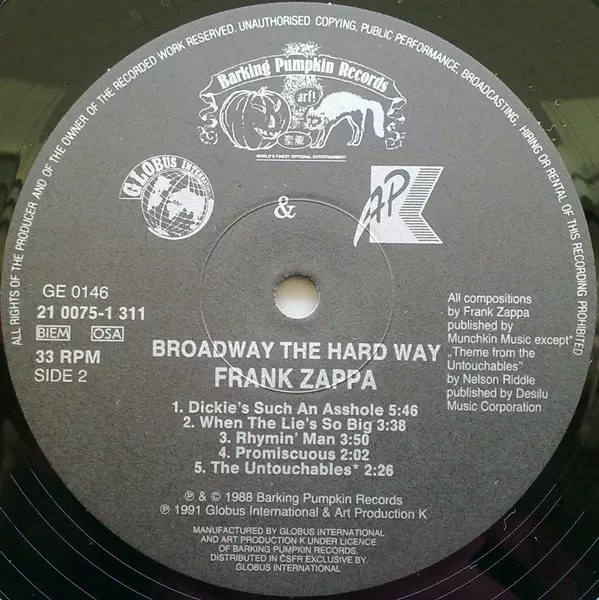 ALL RIGHTS OF THE PRODUCER AND OF THE OWNER OF THE RECORDED WORK RESERVED. UNAUTHORISED COPYING, PUBLIC PERFORMANCE, BROADCASTING, HIRING OR RENTAL OF THIS RECORDING PROHIBITED
Barking Pumpkin Records
arf!
WORLD'S FINEST OPTIONAL ENTERTAINMENT
GLOBUS INTERNATIONAL
&
AP
GE 0146
21 0075-1 311
BIEM OSA
33 RPM
SIDE 2
All compositions
by Frank Zappa
published by
Munchkin Music except*
„Theme from the
Untouchables"
by Nelson Riddle
published by Desilu
Music Corporation
BROADWAY THE HARD WAY
FRANK ZAPPA
1. Dickie's Such An Asshole 5:46
2. When The Lie's So Big 3:38
3. Rhymin' Man 3:50
4. Promiscuous 2:02
5. The Untouchables* 2:26
℗ & © 1988 Barking Pumpkin Records
℗ 1991 Globus International & Art Production K
MANUFACTURED BY GLOBUS INTERNATIONAL
AND ART PRODUCTION K UNDER LICENCE
OF BARKING PUMPKIN RECORDS.
DISTRIBUTED IN ČSFR EXCLUSIVE BY
GLOBUS INTERNATIONAL